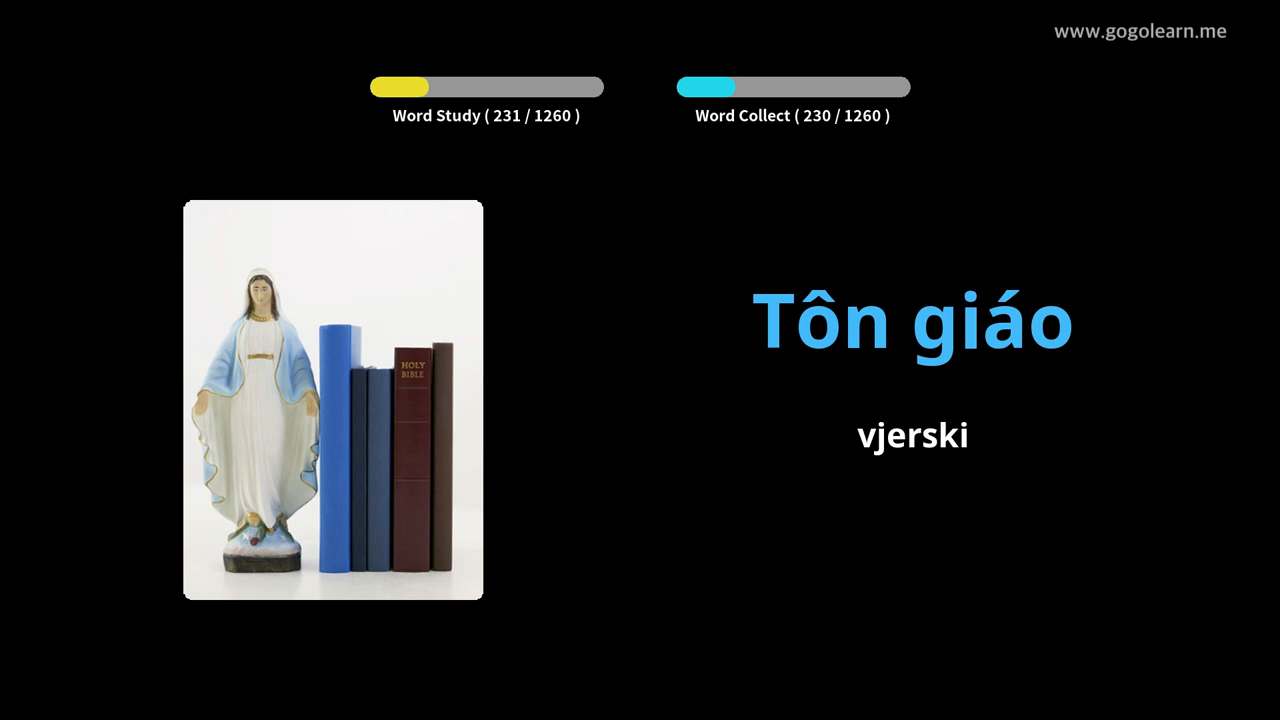 www.gogolearn.me
Word Study ( 231 / 1260 )
Word Collect ( 230 / 1260 )
HOLY
BIBLE
Tôn giáo
vjerski